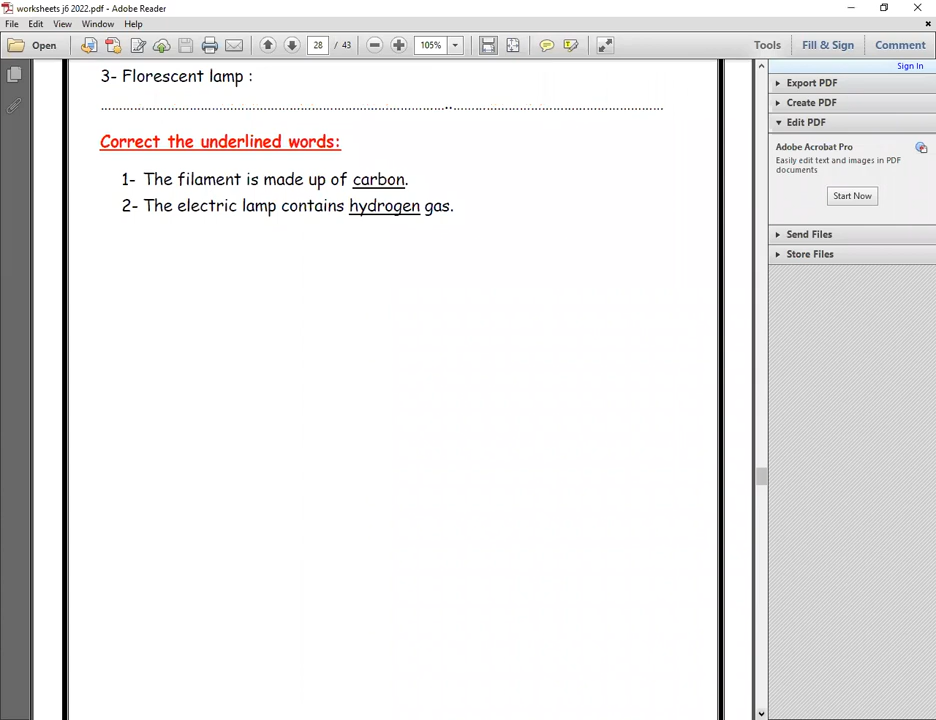 worksheets j6 2022.pdf - Adobe Reader
File Edit View Window Help
Open 28 / 43 105% Tools Fill & Sign Comment
Sign In
3- Florescent lamp :
..........................................................................................................................................
Correct the underlined words:
1- The filament is made up of carbon.
2- The electric lamp contains hydrogen gas.
Export PDF
Create PDF
Edit PDF
Adobe Acrobat Pro
Easily edit text and images in PDF
documents
Start Now
Send Files
Store Files